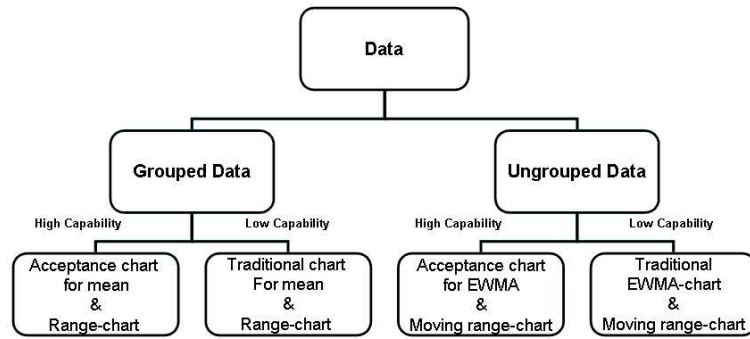 Data
Grouped Data
Ungrouped Data
High Capability
Low Capability
High Capability
Low Capability
Acceptance chart
for mean
&
Range-chart
Traditional chart
For mean
&
Range-chart
Acceptance chart
for EWMA
&
Moving range-chart
Traditional
EWMA-chart
&
Moving range-chart